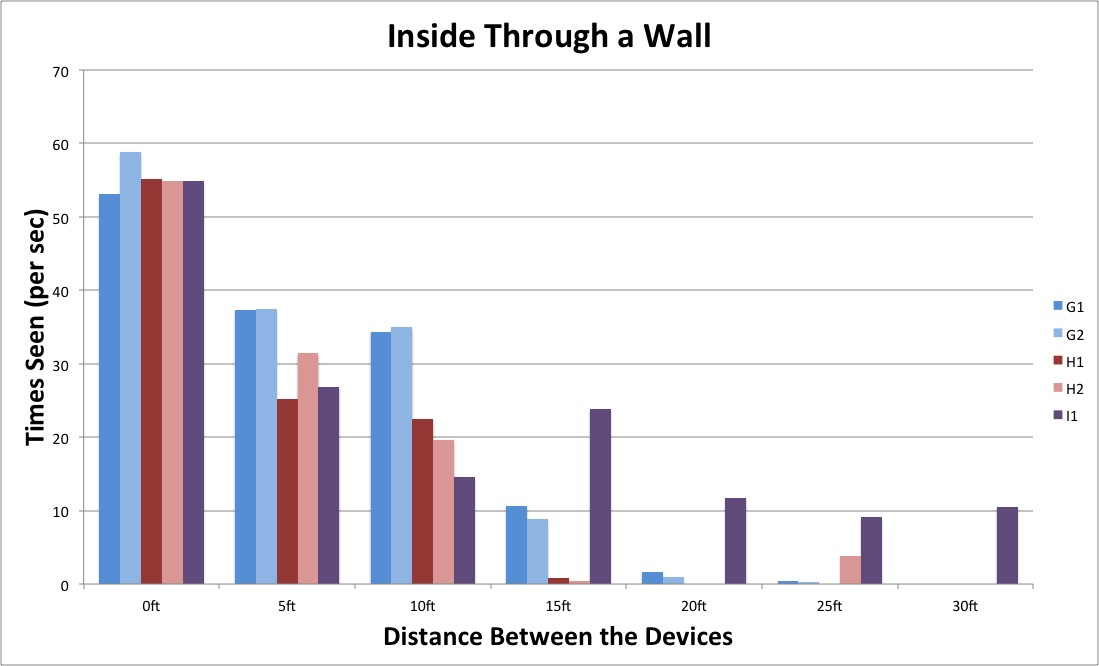 Inside Through a Wall
Times Seen (per sec)
70
60
50
40
30
20
10
0
0ft
5ft
10ft
15ft
20ft
25ft
30ft
Distance Between the Devices
G1
G2
H1
H2
I1